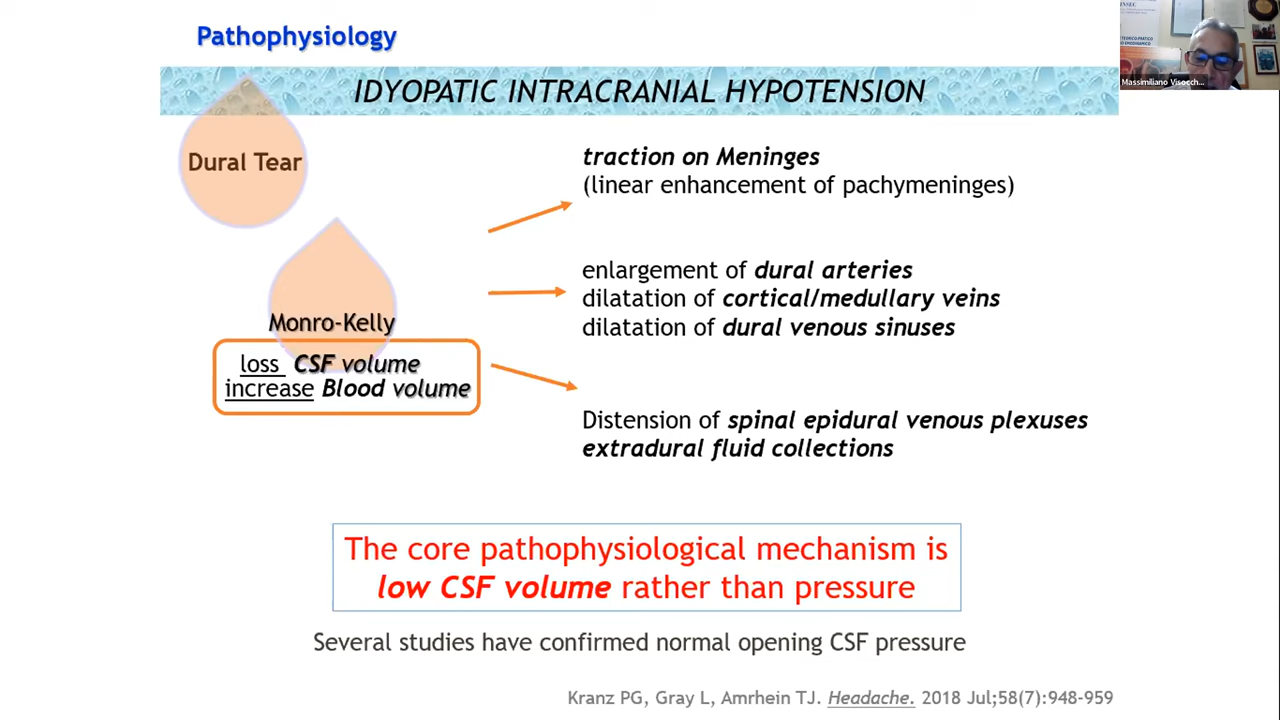 Pathophysiology
IDYOPATIC INTRACRANIAL HYPOTENSION
Dural Tear
traction on Meninges
(linear enhancement of pachymeninges)
enlargement of dural arteries
dilatation of cortical/medullary veins
dilatation of dural venous sinuses
Monro-Kelly
loss CSF volume
increase Blood volume
Distension of spinal epidural venous plexuses
extradural fluid collections
The core pathophysiological mechanism is
low CSF volume rather than pressure
Several studies have confirmed normal opening CSF pressure
Kranz PG, Gray L, Amrhein TJ. Headache. 2018 Jul;58(7):948-959
Massimiliano Visocch...